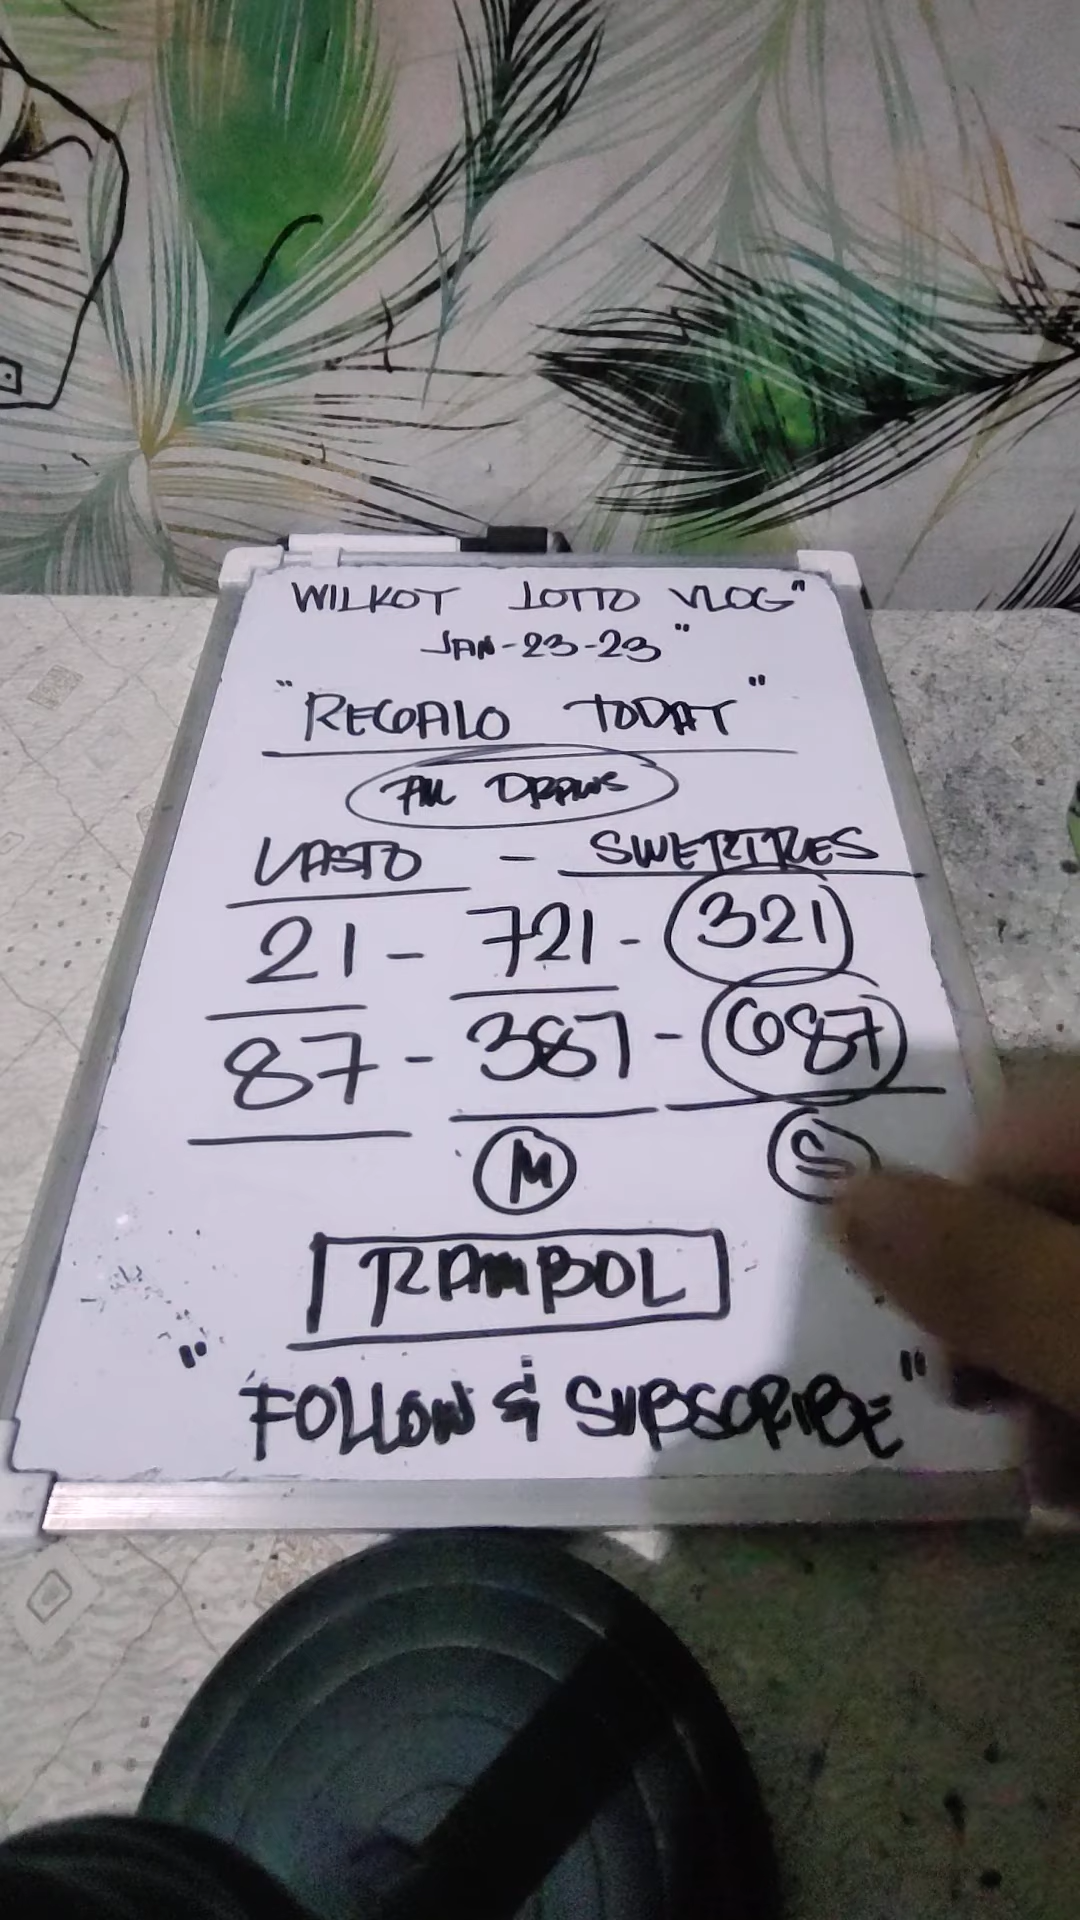 WILKOT LOTTO VLOG"
JAN-23-23"
"REGALO TODAY"
ALL DRAWS
LASTO - SWERTRES
21 - 721 - 321
87 - 387 - 687
M S
RAMBOL
"FOLLOW & SUBSCRIBE"